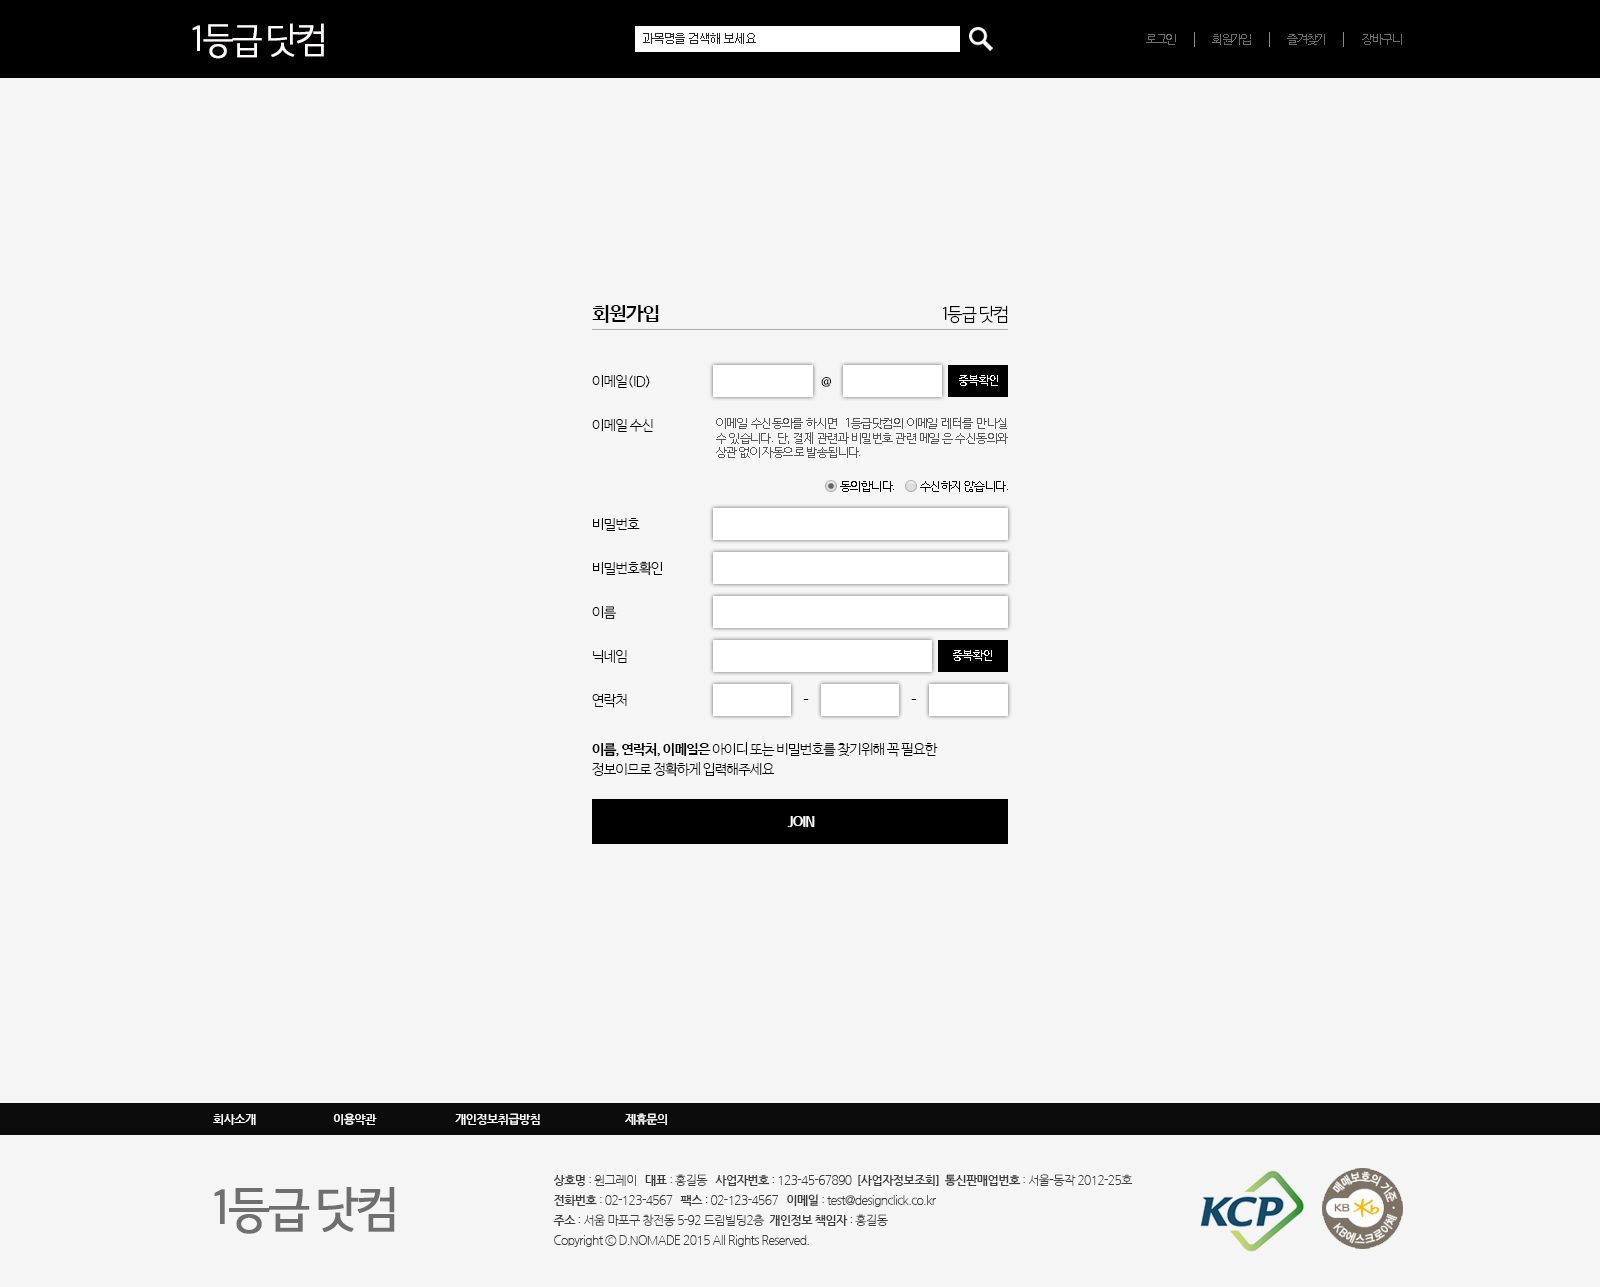 1등급 닷컴
과목명을 검색해 보세요
로그인 회원가입 즐겨찾기 장바구니
회원가입 1등급 닷컴
이메일(ID) @ 중복확인
이메일 수신
이메일 수신동의를 하시면 1등급닷컴의 이메일 레터를 만나실
수 있습니다. 단, 결제 관련과 비밀번호 관련 메일 은 수신동의와
상관 없이 자동으로 발송됩니다.
동의합니다. 수신하지 않습니다.
비밀번호
비밀번호확인
이름
닉네임 중복확인
연락처 - -
이름, 연락처, 이메일은 아이디 또는 비밀번호를 찾기위해 꼭 필요한
정보이므로 정확하게 입력해주세요
JOIN
회사소개 이용약관 개인정보취급방침 제휴문의
1등급 닷컴
상호명 : 윈그레이 대표 : 홍길동 사업자번호 : 123-45-67890 [사업자정보조회] 통신판매업번호 : 서울-동작 2012-25호
전화번호 : 02-123-4567 팩스 : 02-123-4567 이메일 : test@designclick.co.kr
주소 : 서울 마포구 창전동 5-92 드림빌딩2층 개인정보 책임자 : 홍길동
Copyright © D.NOMADE 2015 All Rights Reserved.
KCP
매매보호의 기준
KB
KB에스크로이체